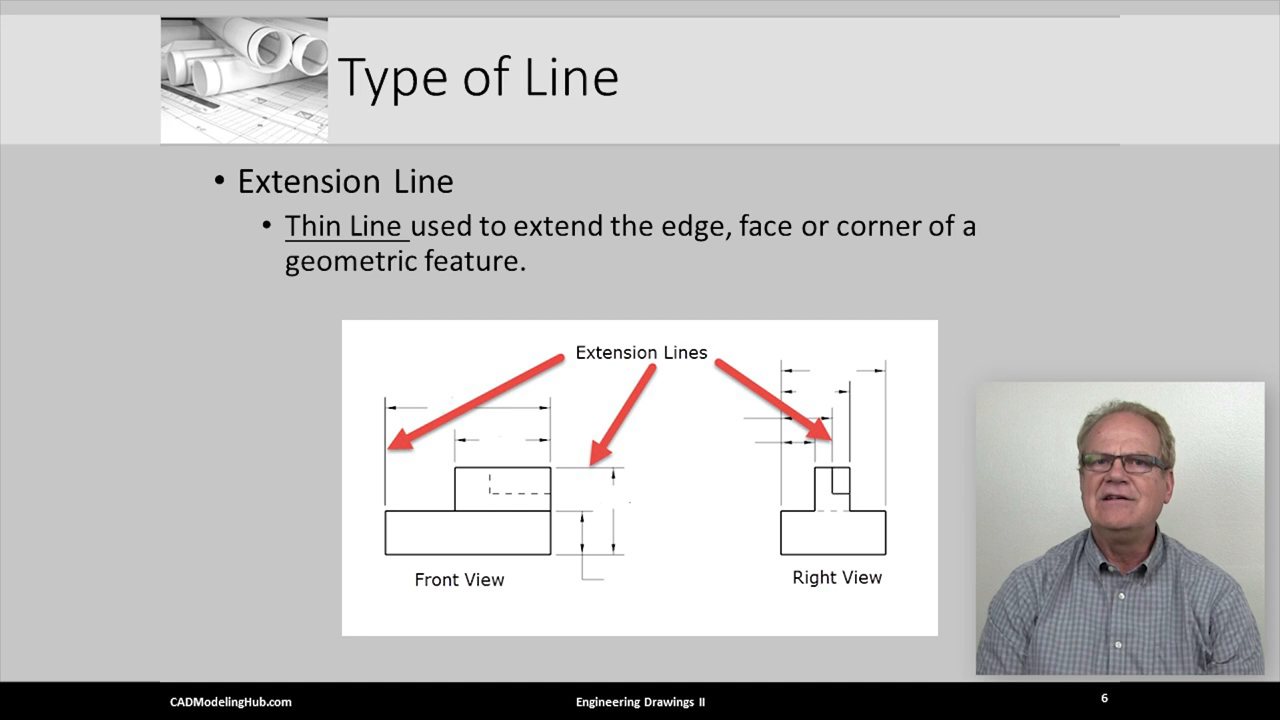 Type of Line
• Extension Line
• Thin Line used to extend the edge, face or corner of a
geometric feature.
Extension Lines
Front View
Right View
CADModelingHub.com
Engineering Drawings II
6